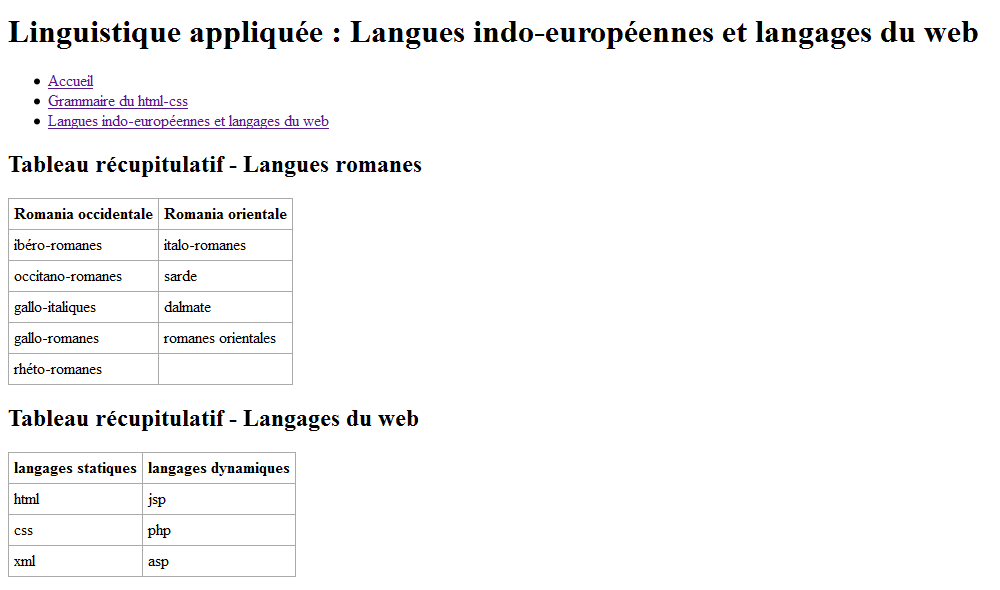 Linguistique appliquée : Langues indo-européennes et langages du web
Accueil
Grammaire du html-css
Langues indo-européennes et langages du web
Tableau récupitulatif - Langues romanes
Romania occidentale Romania orientale
ibéro-romanes italo-romanes
occitano-romanes sarde
gallo-italiques dalmate
gallo-romanes romanes orientales
rhéto-romanes
Tableau récupitulatif - Langages du web
langages statiques langages dynamiques
html jsp
css php
xml asp